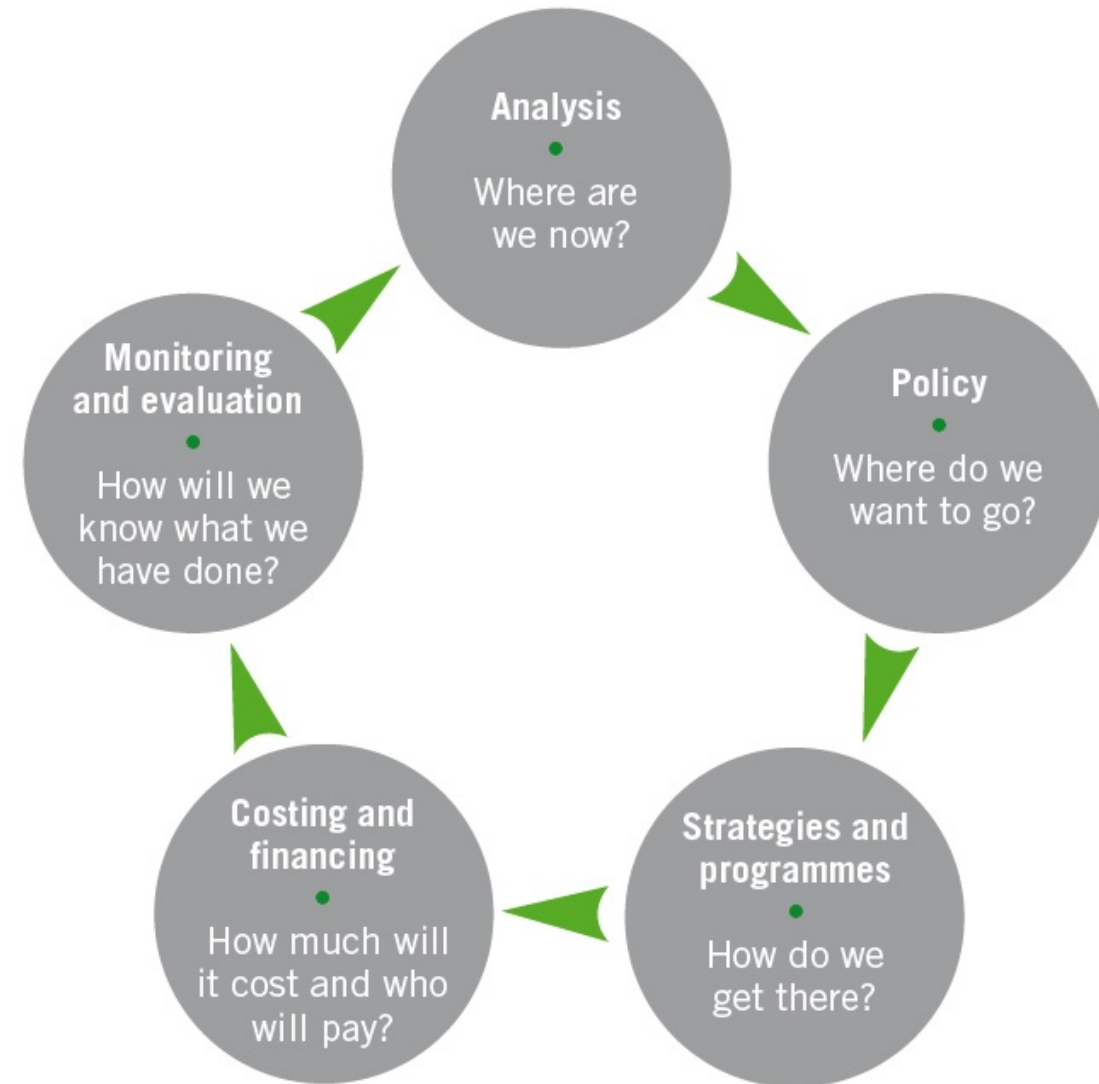 Analysis
Where are
we now?
Policy
Where do we
want to go?
Strategies and
programmes
How do we
get there?
Costing and
financing
How much will
it cost and who
will pay?
Monitoring
and evaluation
How will we
know what we
have done?